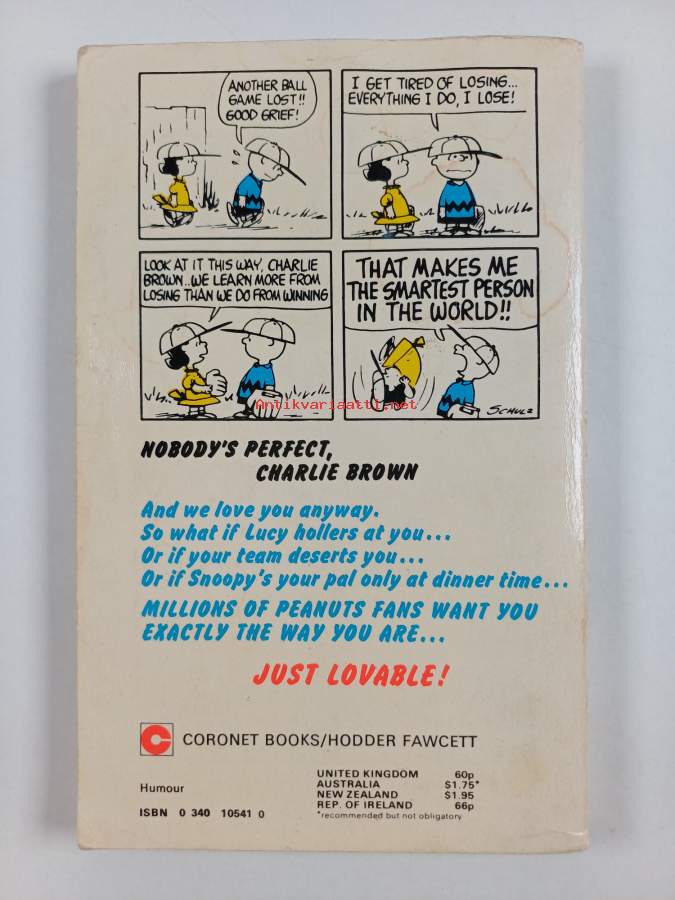 ANOTHER BALL
GAME LOST!!
GOOD GRIEF!
I GET TIRED OF LOSING...
EVERYTHING I DO, I LOSE!
LOOK AT IT THIS WAY, CHARLIE
BROWN..WE LEARN MORE FROM
LOSING THAN WE DO FROM WINNING
THAT MAKES ME
THE SMARTEST PERSON
IN THE WORLD!!
SCHULZ
Antikvariaatti.net
NOBODY'S PERFECT,
CHARLIE BROWN
And we love you anyway.
So what if Lucy hollers at you...
Or if your team deserts you...
Or if Snoopy's your pal only at dinner time...
MILLIONS OF PEANUTS FANS WANT YOU
EXACTLY THE WAY YOU ARE...
JUST LOVABLE!
CORONET BOOKS/HODDER FAWCETT
Humour
ISBN 0 340 10541 0
UNITED KINGDOM 60p
AUSTRALIA $1.75*
NEW ZEALAND $1.95
REP. OF IRELAND 66p
*recommended but not obligatory